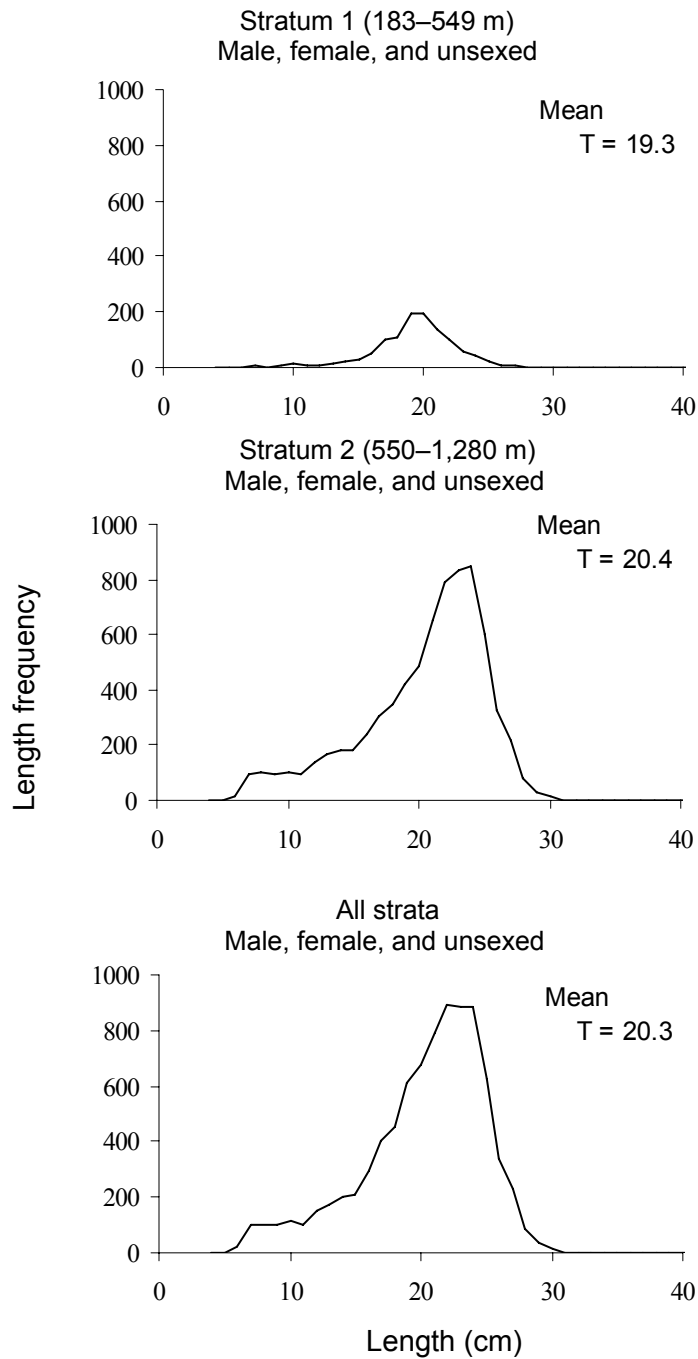 Stratum 1 (183–549 m)
Male, female, and unsexed
Mean
T = 19.3
1000
800
600
400
200
0
0 10 20 30 40
Stratum 2 (550–1,280 m)
Male, female, and unsexed
Mean
T = 20.4
1000
800
600
400
200
0
0 10 20 30 40
Length frequency
All strata
Male, female, and unsexed
Mean
T = 20.3
1000
800
600
400
200
0
0 10 20 30 40
Length (cm)